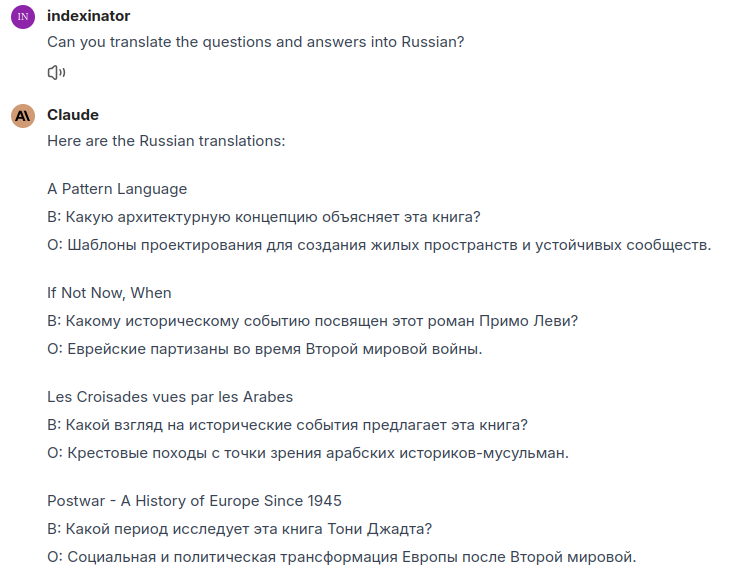 IN
indexinator
Can you translate the questions and answers into Russian?
Claude
Here are the Russian translations:
A Pattern Language
В: Какую архитектурную концепцию объясняет эта книга?
О: Шаблоны проектирования для создания жилых пространств и устойчивых сообществ.
If Not Now, When
В: Какому историческому событию посвящен этот роман Примо Леви?
О: Еврейские партизаны во время Второй мировой войны.
Les Croisades vues par les Arabes
В: Какой взгляд на исторические события предлагает эта книга?
О: Крестовые походы с точки зрения арабских историков-мусульман.
Postwar - A History of Europe Since 1945
В: Какой период исследует эта книга Тони Джадта?
О: Социальная и политическая трансформация Европы после Второй мировой.